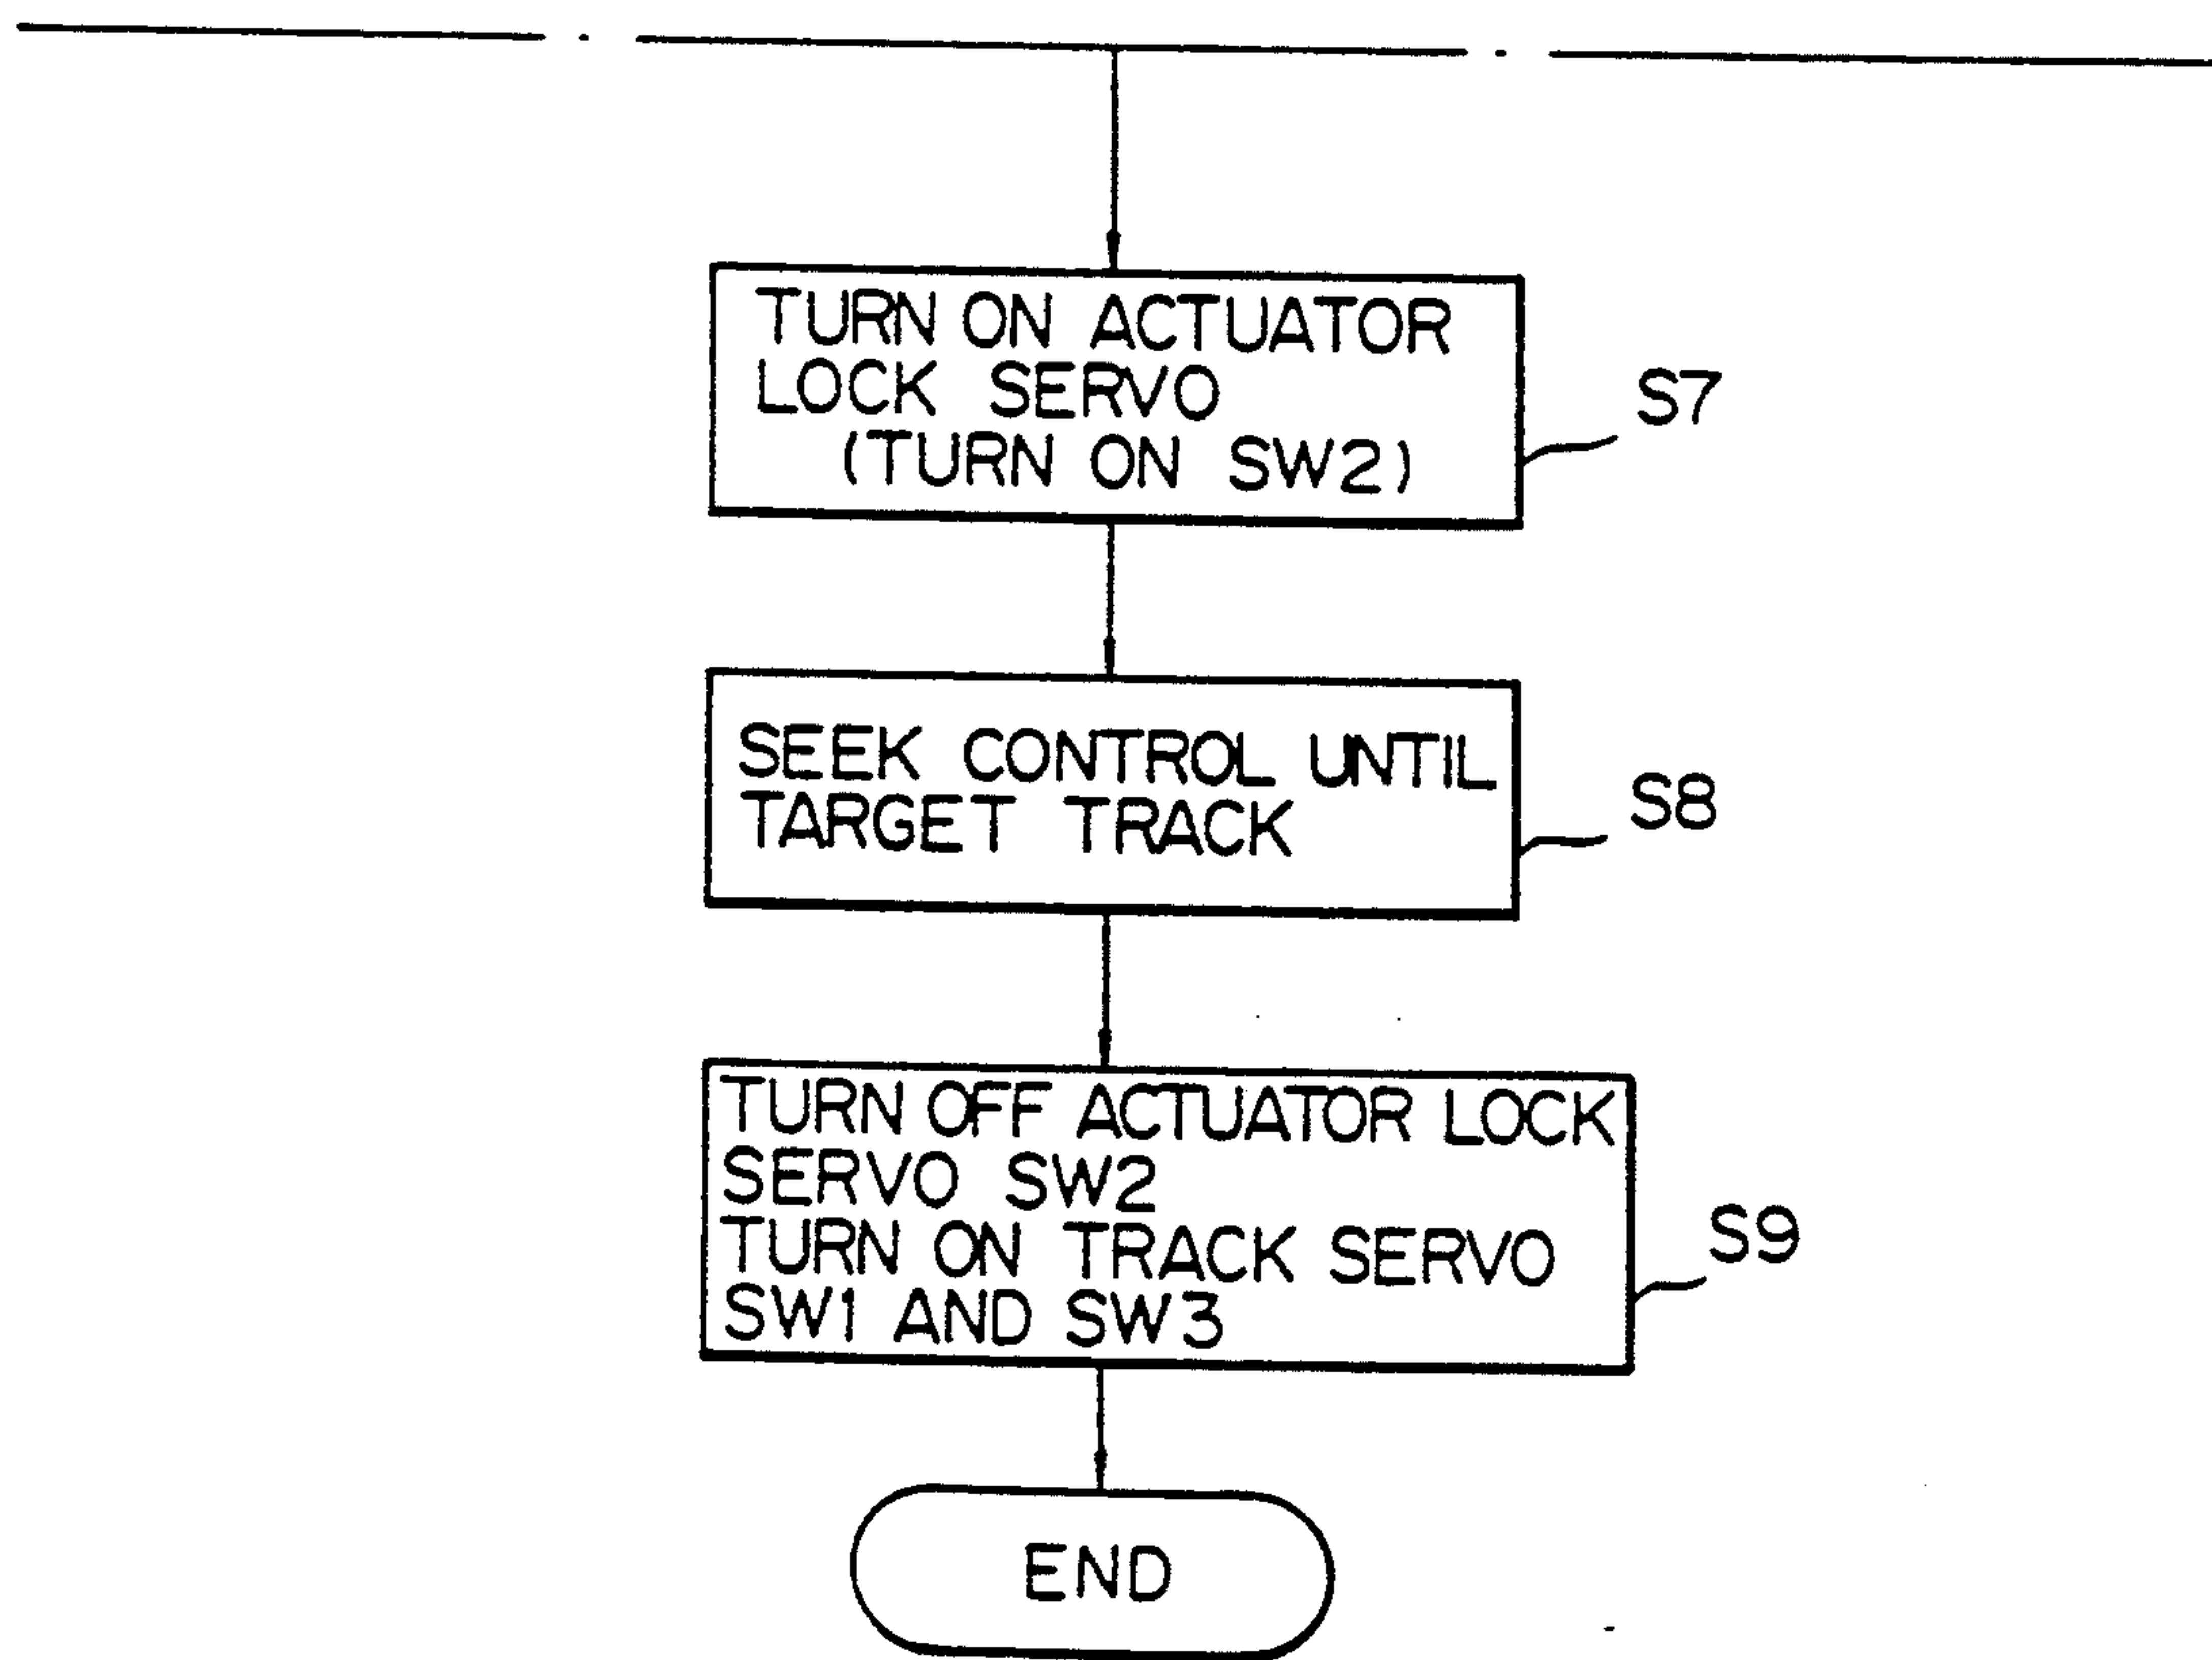 TURN ON ACTUATOR
LOCK SERVO
(TURN ON SW2)
S7
SEEK CONTROL UNTIL
TARGET TRACK
S8
TURN OFF ACTUATOR LOCK
SERVO SW2
TURN ON TRACK SERVO
SW1 AND SW3
S9
END